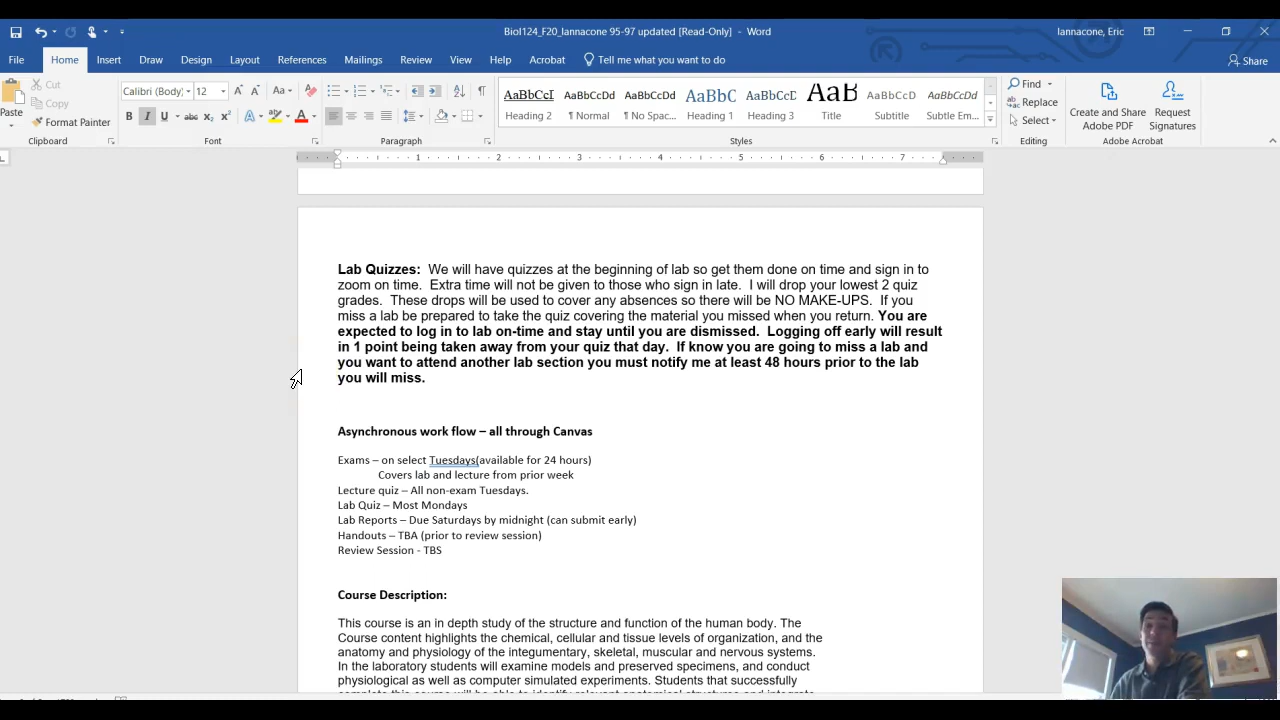 Biol124_F20_Iannacone 95-97 updated [Read-Only] - Word
Iannacone, Eric
File Home Insert Draw Design Layout References Mailings Review View Help Acrobat Tell me what you want to do Share
Cut
Copy
Paste
Format Painter
Clipboard
Calibri (Body) 12 Aa
B I U abc X₂ X² A A
Font
Paragraph
AaBbCcI AaBbCcDd AaBbCcDd AaBbC AaBbCcD AaB AaBbCcD AaBbCcDd
Heading 2 ¶ Normal ¶ No Spac... Heading 1 Heading 3 Title Subtitle Subtle Em...
Styles
Find
Replace
Select
Editing
Create and Share Adobe PDF
Request Signatures
Adobe Acrobat
1 2 3 4 5 6 7
Lab Quizzes: We will have quizzes at the beginning of lab so get them done on time and sign in to
zoom on time. Extra time will not be given to those who sign in late. I will drop your lowest 2 quiz
grades. These drops will be used to cover any absences so there will be NO MAKE-UPS. If you
miss a lab be prepared to take the quiz covering the material you missed when you return. You are
expected to log in to lab on-time and stay until you are dismissed. Logging off early will result
in 1 point being taken away from your quiz that day. If know you are going to miss a lab and
you want to attend another lab section you must notify me at least 48 hours prior to the lab
you will miss.
Asynchronous work flow – all through Canvas
Exams – on select Tuesdays(available for 24 hours)
Covers lab and lecture from prior week
Lecture quiz – All non-exam Tuesdays.
Lab Quiz – Most Mondays
Lab Reports – Due Saturdays by midnight (can submit early)
Handouts – TBA (prior to review session)
Review Session - TBS
Course Description:
This course is an in depth study of the structure and function of the human body. The
Course content highlights the chemical, cellular and tissue levels of organization, and the
anatomy and physiology of the integumentary, skeletal, muscular and nervous systems.
In the laboratory students will examine models and preserved specimens, and conduct
physiological as well as computer simulated experiments. Students that successfully